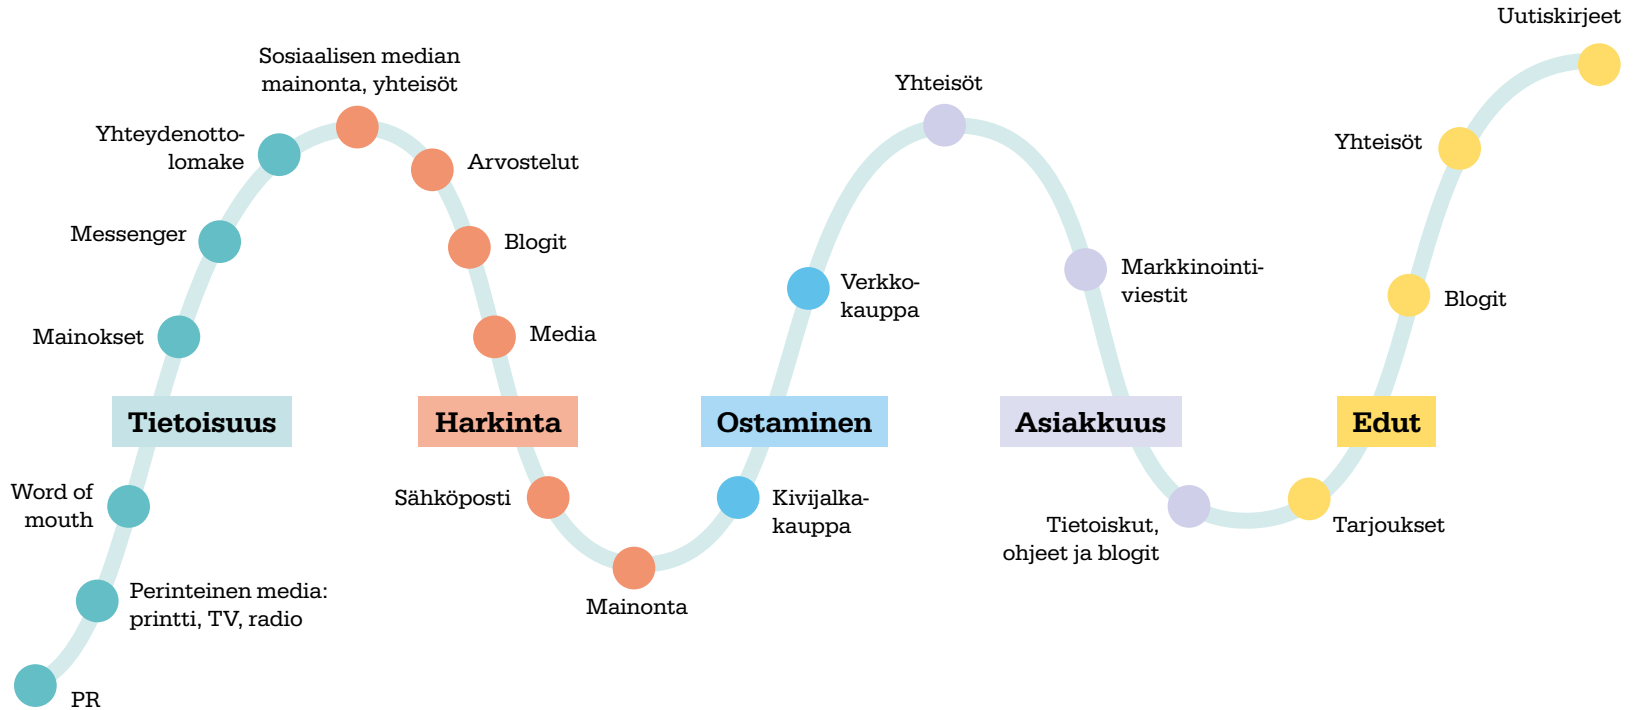 Uutiskirjeet
Sosiaalisen median
mainonta, yhteisöt
Yhteisöt
Yhteydenotto-
lomake
Arvostelut
Yhteisöt
Messenger
Blogit
Markkinointi-
viestit
Verkko-
kauppa
Blogit
Mainokset
Media
Tietoisuus
Harkinta
Ostaminen
Asiakkuus
Edut
Word of
mouth
Sähköposti
Kivijalka-
kauppa
Tietoiskut,
ohjeet ja blogit
Tarjoukset
Perinteinen media:
printti, TV, radio
Mainonta
PR